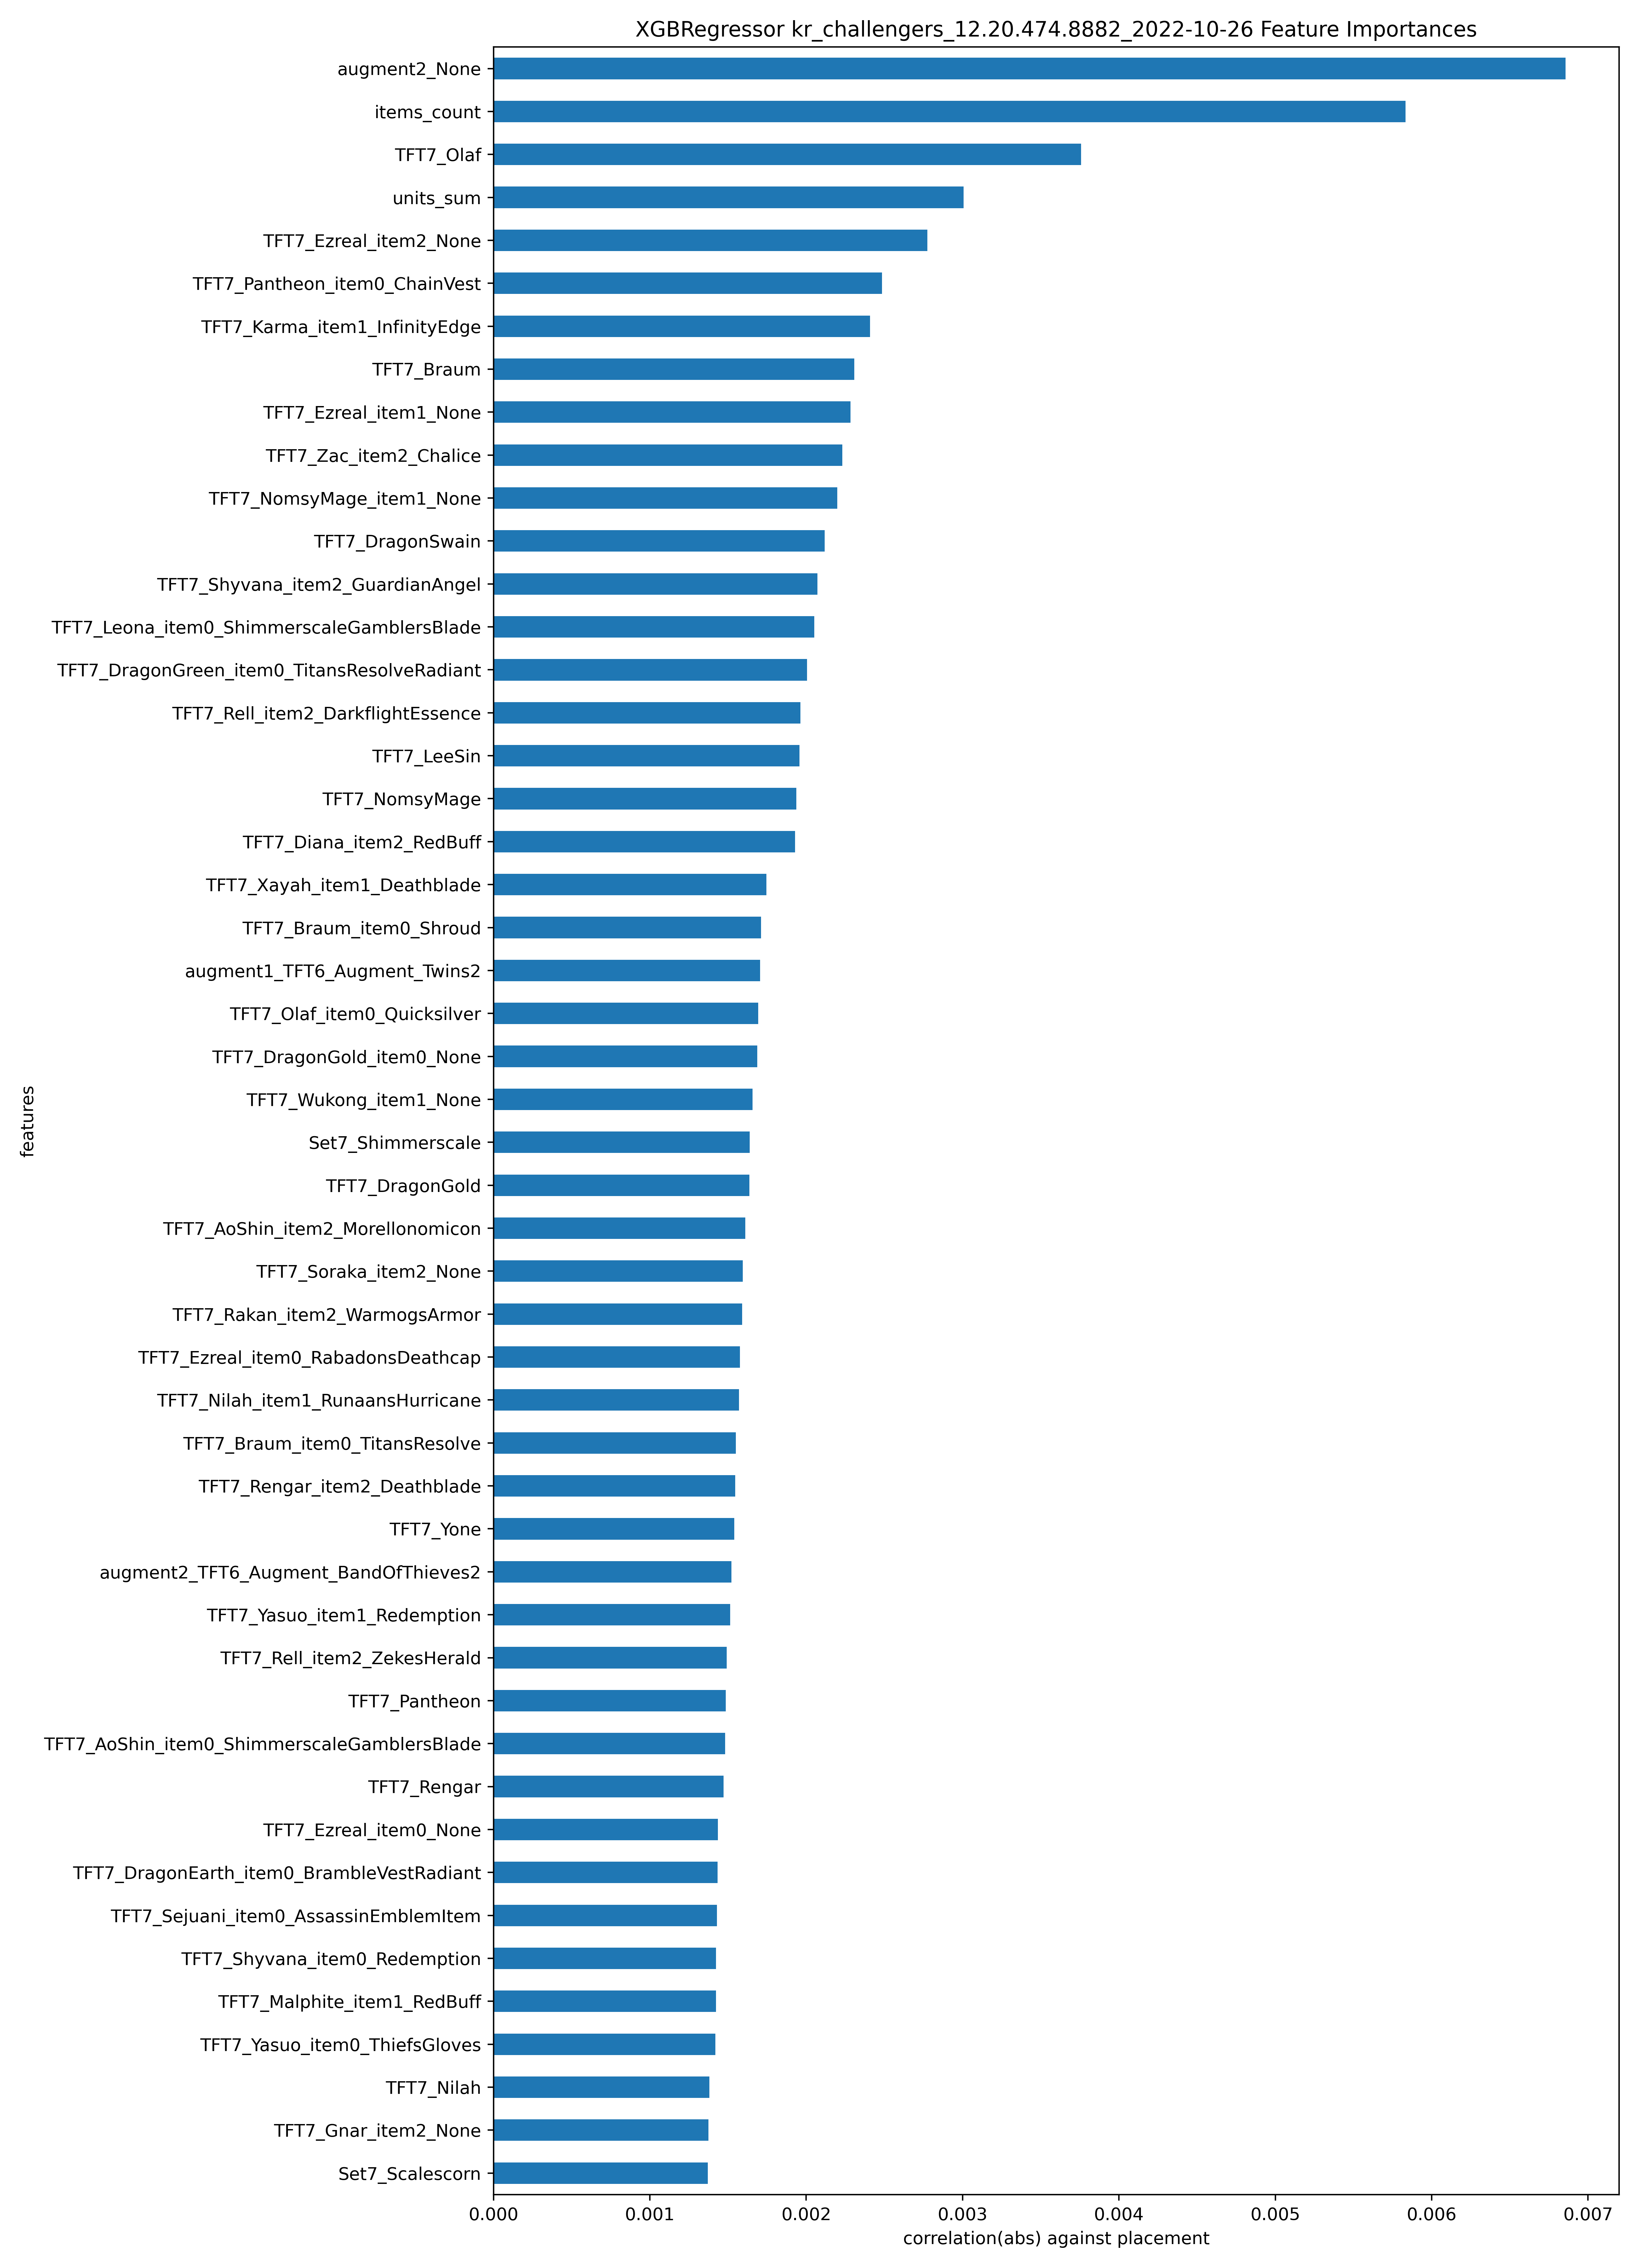 XGBRegressor kr_challengers_12.20.474.8882_2022-10-26 Feature Importances
augment2_None
items_count
TFT7_Olaf
units_sum
TFT7_Ezreal_item2_None
TFT7_Pantheon_item0_ChainVest
TFT7_Karma_item1_InfinityEdge
TFT7_Braum
TFT7_Ezreal_item1_None
TFT7_Zac_item2_Chalice
TFT7_NomsyMage_item1_None
TFT7_DragonSwain
TFT7_Shyvana_item2_GuardianAngel
TFT7_Leona_item0_ShimmerscaleGamblersBlade
TFT7_DragonGreen_item0_TitansResolveRadiant
TFT7_Rell_item2_DarkflightEssence
TFT7_LeeSin
TFT7_NomsyMage
TFT7_Diana_item2_RedBuff
TFT7_Xayah_item1_Deathblade
TFT7_Braum_item0_Shroud
augment1_TFT6_Augment_Twins2
TFT7_Olaf_item0_Quicksilver
TFT7_DragonGold_item0_None
TFT7_Wukong_item1_None
Set7_Shimmerscale
TFT7_DragonGold
TFT7_AoShin_item2_Morellonomicon
TFT7_Soraka_item2_None
TFT7_Rakan_item2_WarmogsArmor
TFT7_Ezreal_item0_RabadonsDeathcap
TFT7_Nilah_item1_RunaansHurricane
TFT7_Braum_item0_TitansResolve
TFT7_Rengar_item2_Deathblade
TFT7_Yone
augment2_TFT6_Augment_BandOfThieves2
TFT7_Yasuo_item1_Redemption
TFT7_Rell_item2_ZekesHerald
TFT7_Pantheon
TFT7_AoShin_item0_ShimmerscaleGamblersBlade
TFT7_Rengar
TFT7_Ezreal_item0_None
TFT7_DragonEarth_item0_BrambleVestRadiant
TFT7_Sejuani_item0_AssassinEmblemItem
TFT7_Shyvana_item0_Redemption
TFT7_Malphite_item1_RedBuff
TFT7_Yasuo_item0_ThiefsGloves
TFT7_Nilah
TFT7_Gnar_item2_None
Set7_Scalescorn
features
0.000 0.001 0.002 0.003 0.004 0.005 0.006 0.007
correlation(abs) against placement